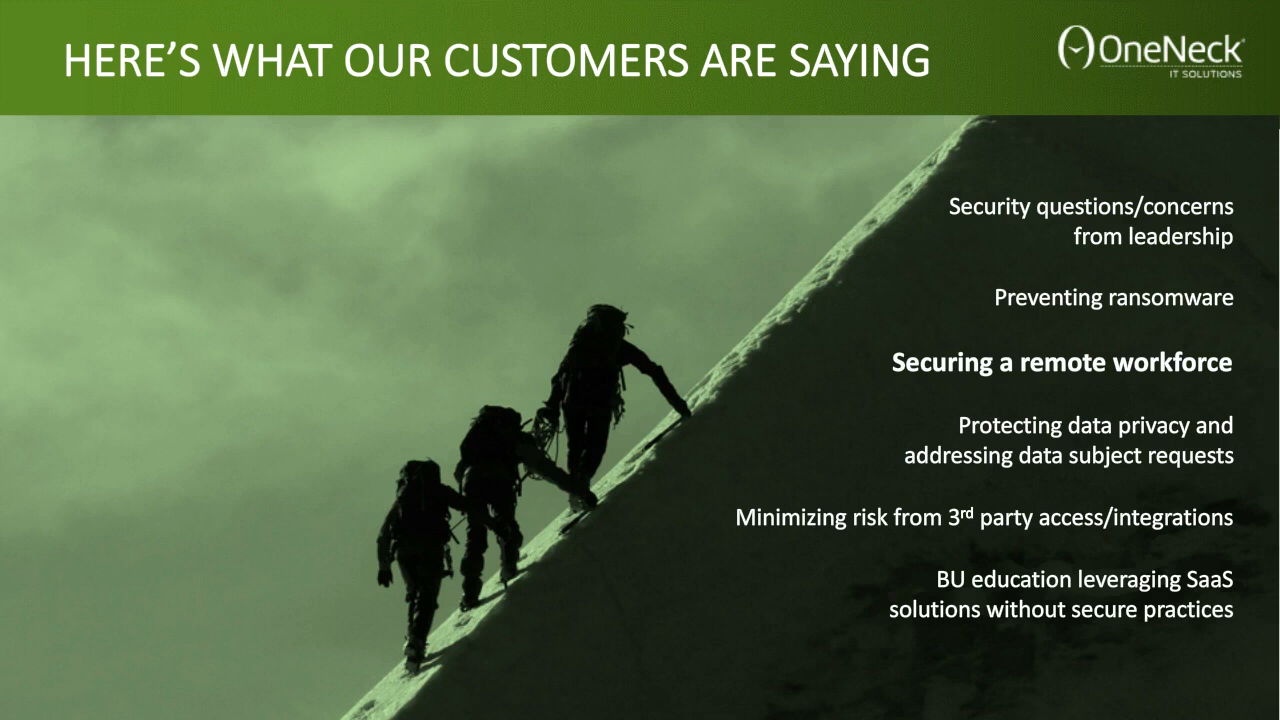 HERE’S WHAT OUR CUSTOMERS ARE SAYING
OneNeck
IT SOLUTIONS
Security questions/concerns
from leadership
Preventing ransomware
Securing a remote workforce
Protecting data privacy and
addressing data subject requests
Minimizing risk from 3rd party access/integrations
BU education leveraging SaaS
solutions without secure practices